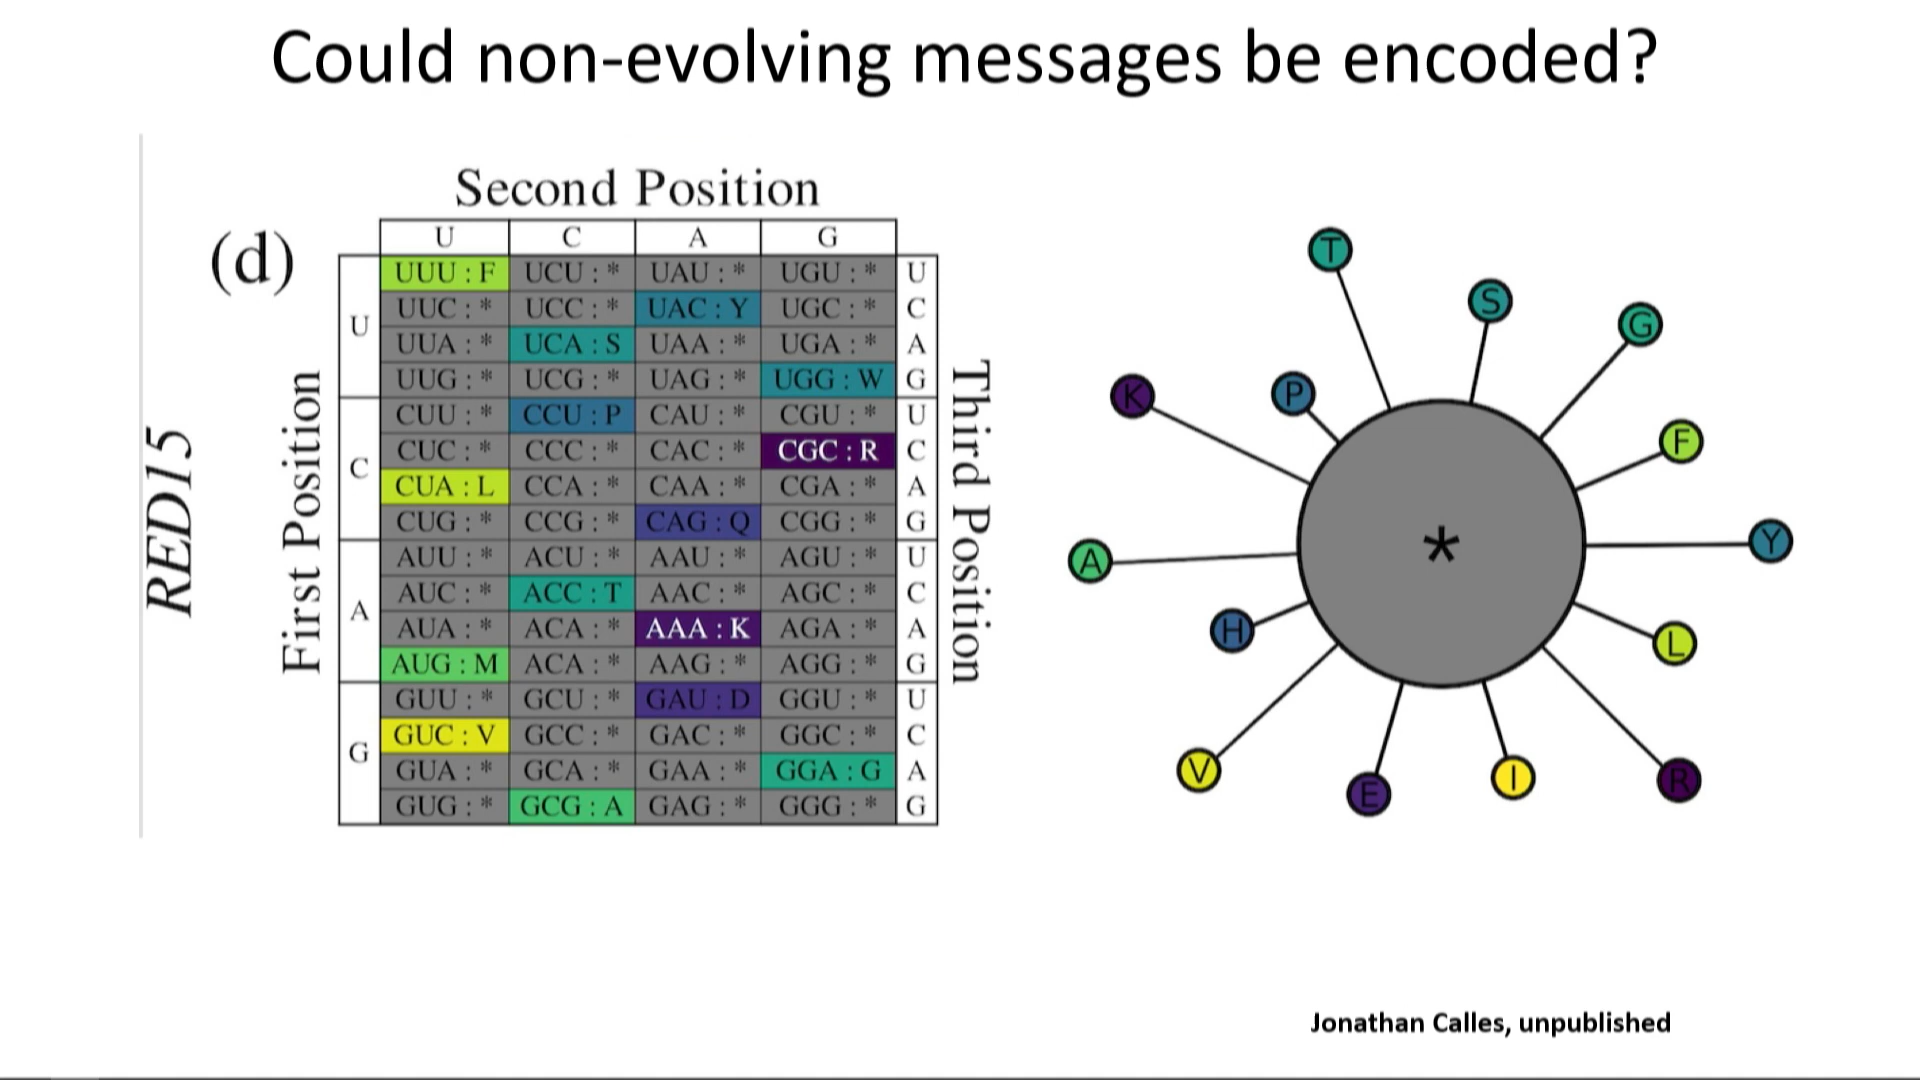 Could non-evolving messages be encoded?
RED15
(d)
Second Position
First Position
Third Position
U C A G
U
UUU : F UCU : * UAU : * UGU : * U
UUC : * UCC : * UAC : Y UGC : * C
UUA : * UCA : S UAA : * UGA : * A
UUG : * UCG : * UAG : * UGG : W G
C
CUU : * CCU : P CAU : * CGU : * U
CUC : * CCC : * CAC : * CGC : R C
CUA : L CCA : * CAA : * CGA : * A
CUG : * CCG : * CAG : Q CGG : * G
A
AUU : * ACU : * AAU : * AGU : * U
AUC : * ACC : T AAC : * AGC : * C
AUA : * ACA : * AAA : K AGA : * A
AUG : M ACA : * AAG : * AGG : * G
G
GUU : * GCU : * GAU : D GGU : * U
GUC : V GCC : * GAC : * GGC : * C
GUA : * GCA : * GAA : * GGA : G A
GUG : * GCG : A GAG : * GGG : * G
T
S
G
K
P
F
*
Y
A
H
L
V
E
I
R
Jonathan Calles, unpublished